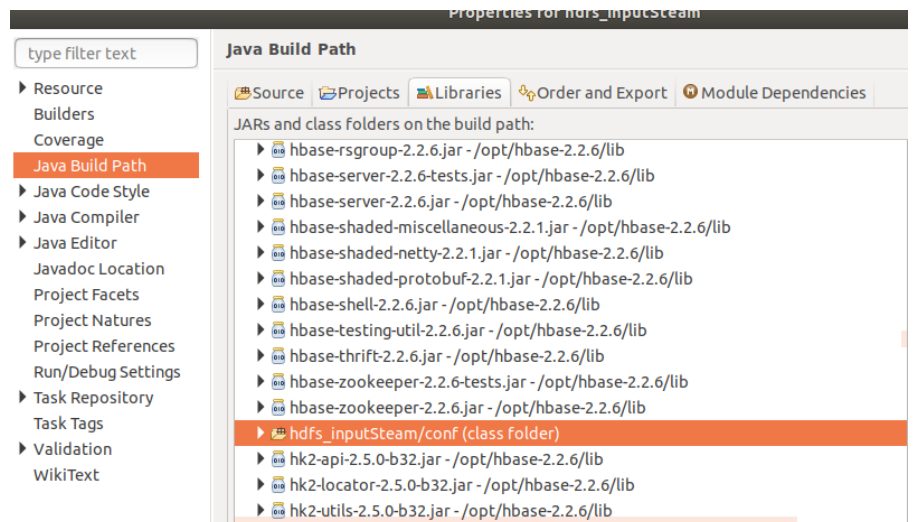 Properties for hdfs_inputSteam
type filter text
Resource
Builders
Coverage
Java Build Path
Java Code Style
Java Compiler
Java Editor
Javadoc Location
Project Facets
Project Natures
Project References
Run/Debug Settings
Task Repository
Task Tags
Validation
WikiText
Java Build Path
Source Projects Libraries Order and Export Module Dependencies
JARs and class folders on the build path:
hbase-rsgroup-2.2.6.jar - /opt/hbase-2.2.6/lib
hbase-server-2.2.6-tests.jar - /opt/hbase-2.2.6/lib
hbase-server-2.2.6.jar - /opt/hbase-2.2.6/lib
hbase-shaded-miscellaneous-2.2.1.jar - /opt/hbase-2.2.6/lib
hbase-shaded-netty-2.2.1.jar - /opt/hbase-2.2.6/lib
hbase-shaded-protobuf-2.2.1.jar - /opt/hbase-2.2.6/lib
hbase-shell-2.2.6.jar - /opt/hbase-2.2.6/lib
hbase-testing-util-2.2.6.jar - /opt/hbase-2.2.6/lib
hbase-thrift-2.2.6.jar - /opt/hbase-2.2.6/lib
hbase-zookeeper-2.2.6-tests.jar - /opt/hbase-2.2.6/lib
hbase-zookeeper-2.2.6.jar - /opt/hbase-2.2.6/lib
hdfs_inputSteam/conf (class folder)
hk2-api-2.5.0-b32.jar - /opt/hbase-2.2.6/lib
hk2-locator-2.5.0-b32.jar - /opt/hbase-2.2.6/lib
hk2-utils-2.5.0-b32.jar - /opt/hbase-2.2.6/lib